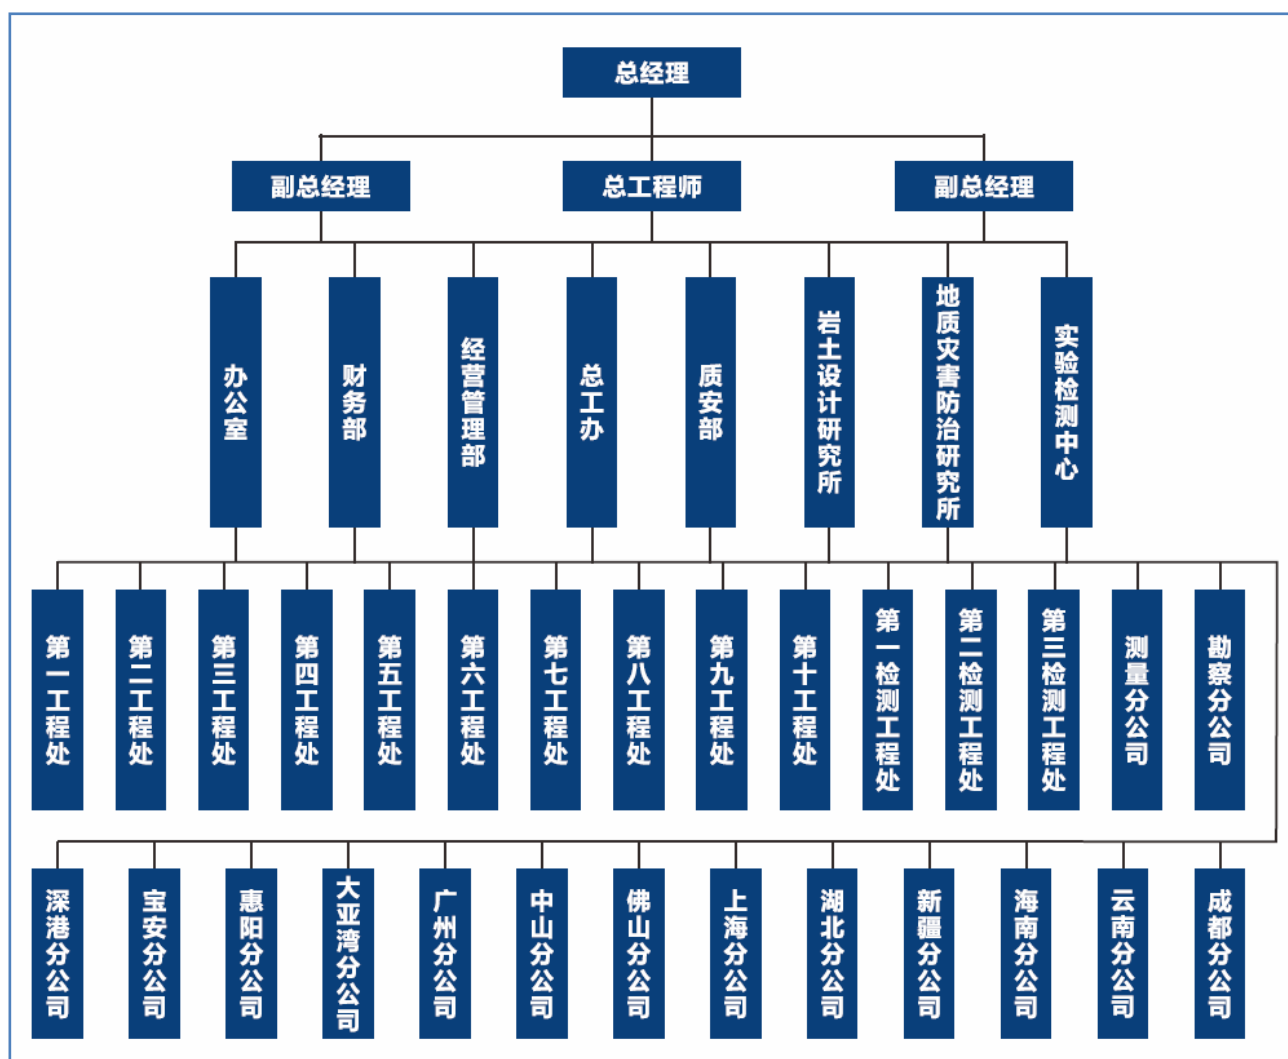 总经理
副总经理
总工程师
副总经理
办公室
财务部
经营管理部
总工办
质安部
岩土设计研究所
地质灾害防治研究所
实验检测中心
第一工程处
第二工程处
第三工程处
第四工程处
第五工程处
第六工程处
第七工程处
第八工程处
第九工程处
第十工程处
第一检测工程处
第二检测工程处
第三检测工程处
测量分公司
勘察分公司
深港分公司
宝安分公司
惠阳分公司
大亚湾分公司
广州分公司
中山分公司
佛山分公司
上海分公司
湖北分公司
新疆分公司
海南分公司
云南分公司
成都分公司